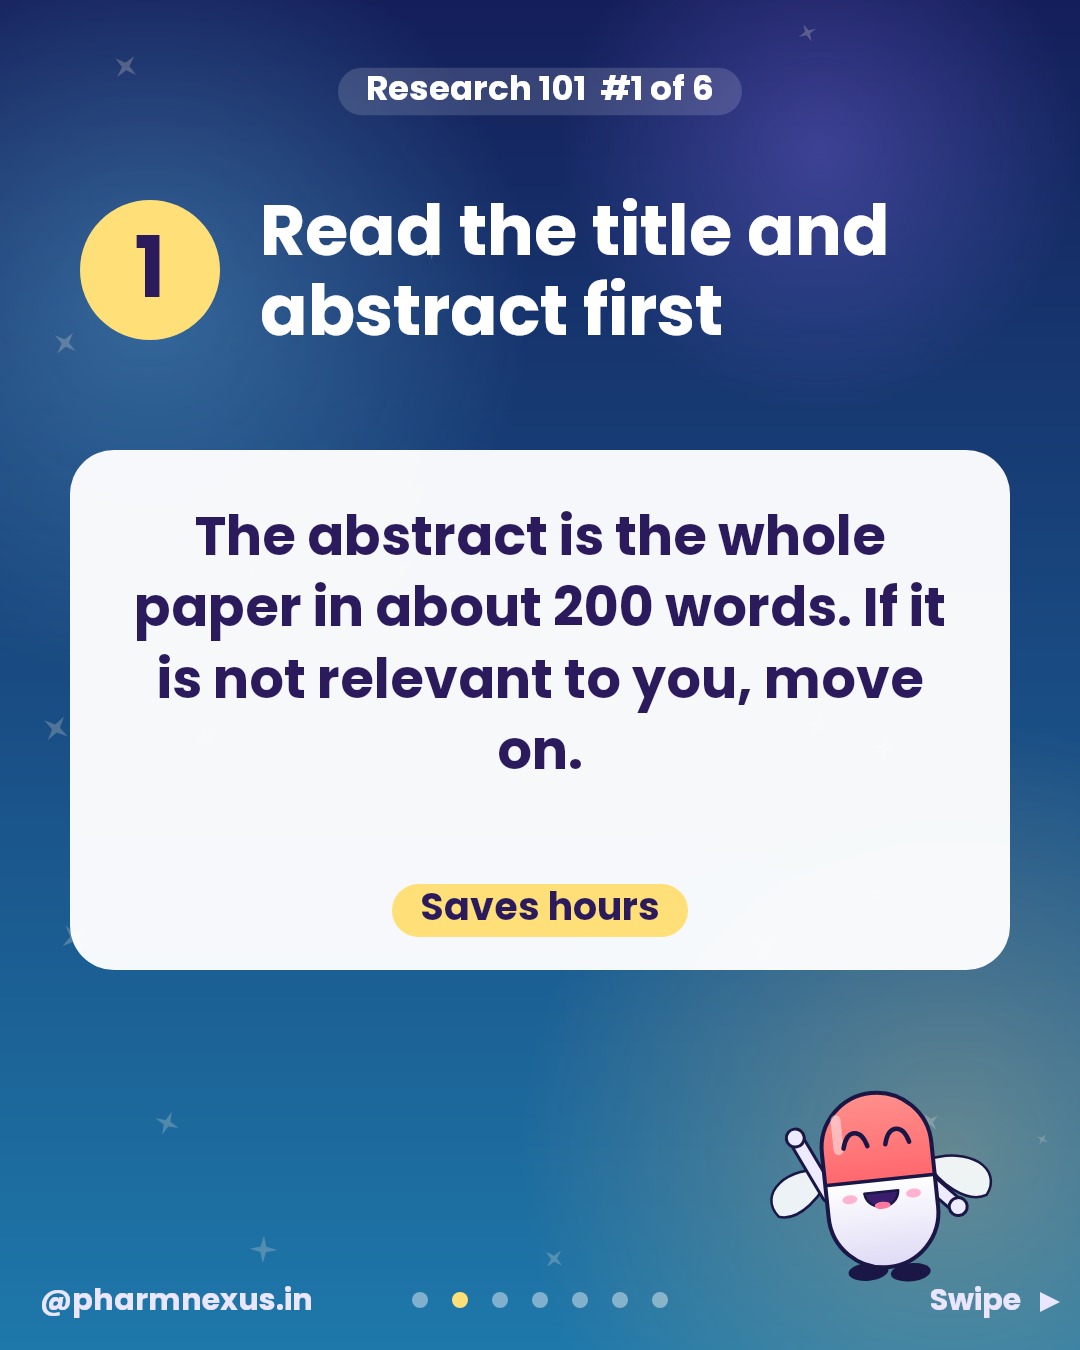 Research 101 #1 of 6
1
Read the title and
abstract first
The abstract is the whole
paper in about 200 words. If it
is not relevant to you, move
on.
Saves hours
@pharmnexus.in
Swipe ▶